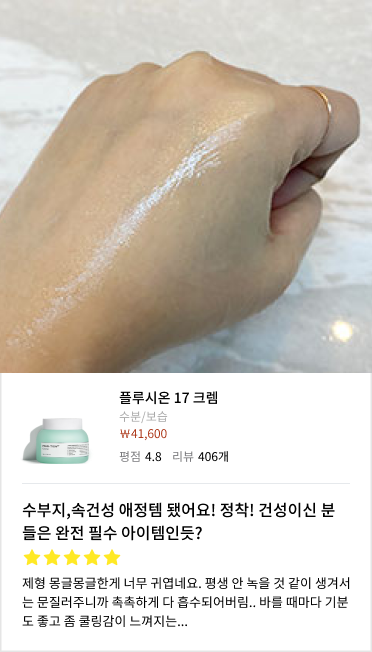 플루시온 17 크렘
수분/보습
₩41,600
평점 4.8 리뷰 406개
수부지,속건성 애정템 됐어요! 정착! 건성이신 분
들은 완전 필수 아이템인듯?
제형 몽글몽글한게 너무 귀엽네요. 평생 안 녹을 것 같이 생겨서
는 문질러주니까 촉촉하게 다 흡수되어버림.. 바를 때마다 기분
도 좋고 좀 쿨링감이 느껴지는...